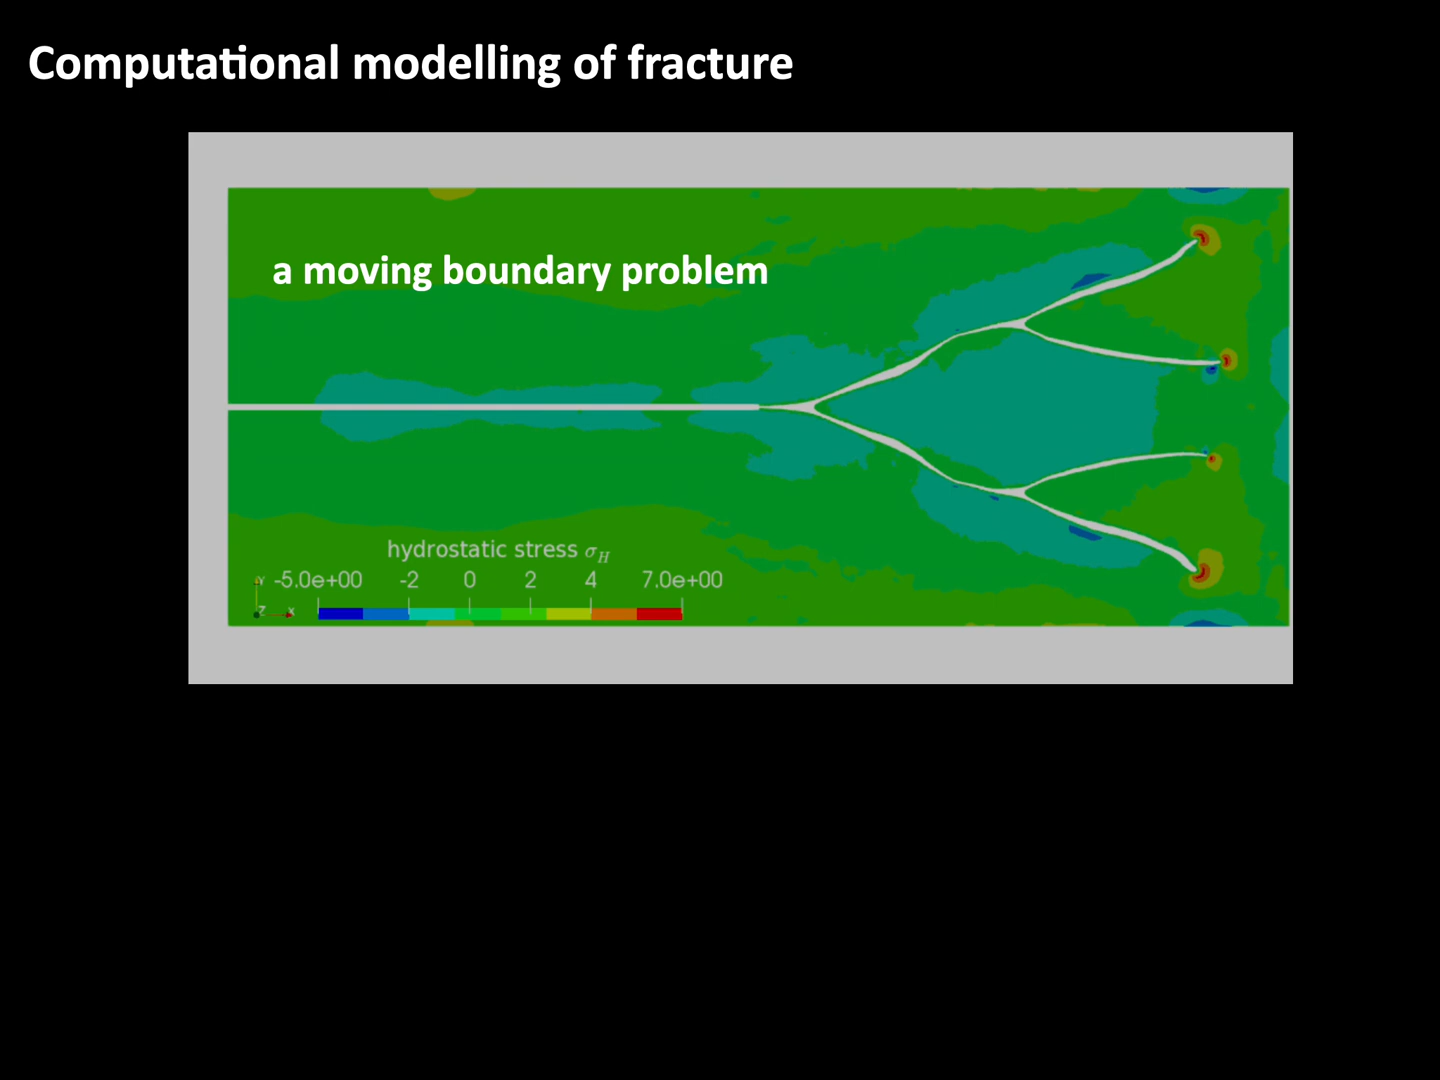 Computational modelling of fracture
a moving boundary problem
hydrostatic stress σ_H
-5.0e+00 -2 0 2 4 7.0e+00
Y
Z X